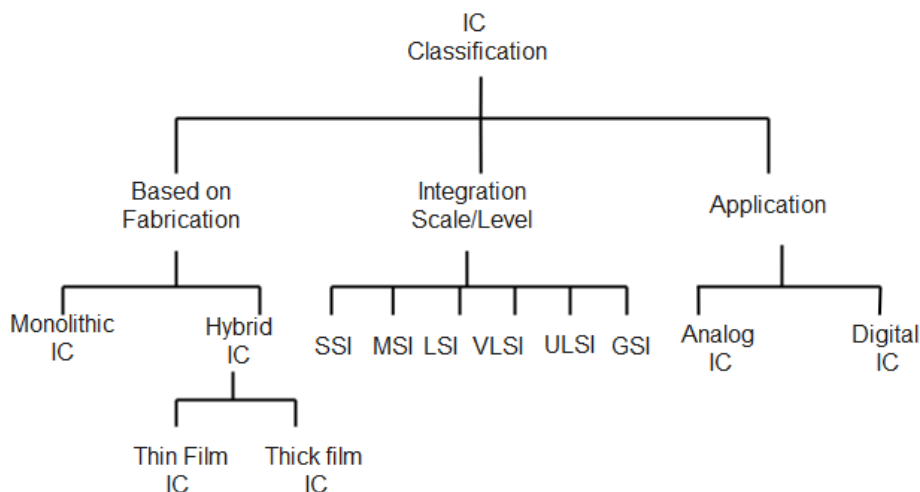 IC
Classification
Based on
Fabrication
Integration
Scale/Level
Application
Monolithic
IC
Hybrid
IC
SSI
MSI
LSI
VLSI
ULSI
GSI
Analog
IC
Digital
IC
Thin Film
IC
Thick film
IC